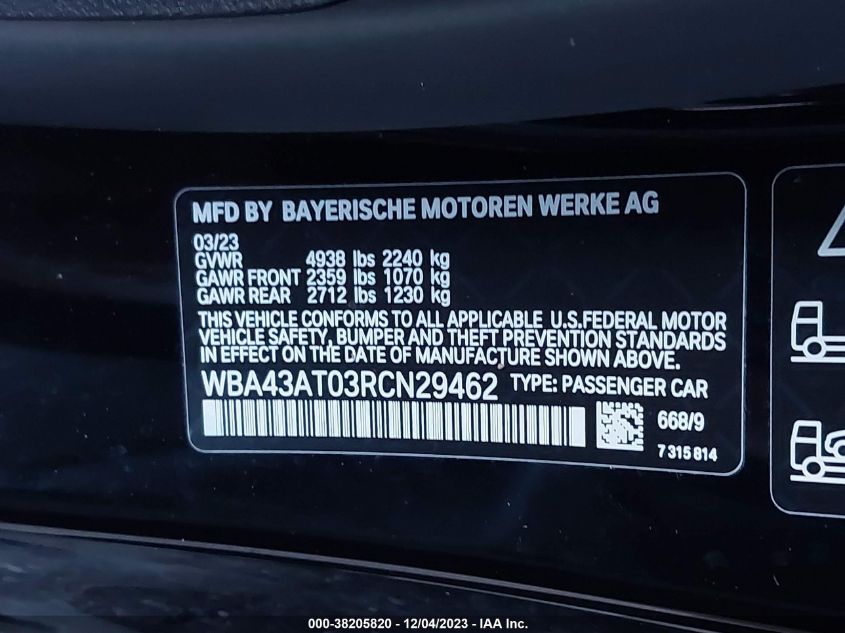 MFD BY BAYERISCHE MOTOREN WERKE AG
03/23
GVWR 4938 lbs 2240 kg
GAWR FRONT 2359 lbs 1070 kg
GAWR REAR 2712 lbs 1230 kg
THIS VEHICLE CONFORMS TO ALL APPLICABLE U.S.FEDERAL MOTOR
VEHICLE SAFETY, BUMPER AND THEFT PREVENTION STANDARDS
IN EFFECT ON THE DATE OF MANUFACTURE SHOWN ABOVE.
WBA43AT03RCN29462 TYPE: PASSENGER CAR
668/9
7 315 814
000-38205820 - 12/04/2023 - IAA Inc.